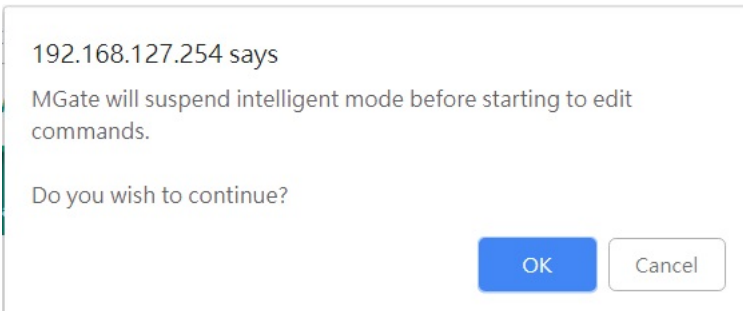 192.168.127.254 says
MGate will suspend intelligent mode before starting to edit
commands.
Do you wish to continue?
OK
Cancel